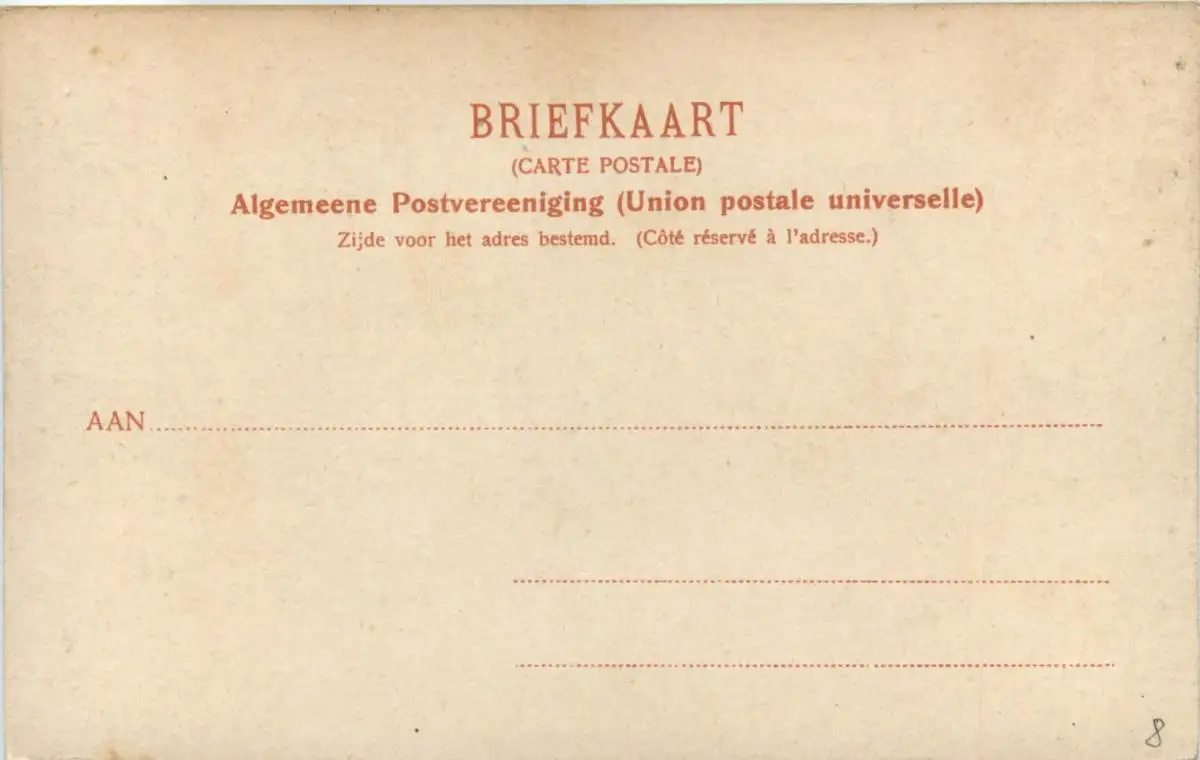 BRIEFKAART
(CARTE POSTALE)
Algemeene Postvereeniging (Union postale universelle)
Zijde voor het adres bestemd. (Côté réservé à l'adresse.)
AAN
8